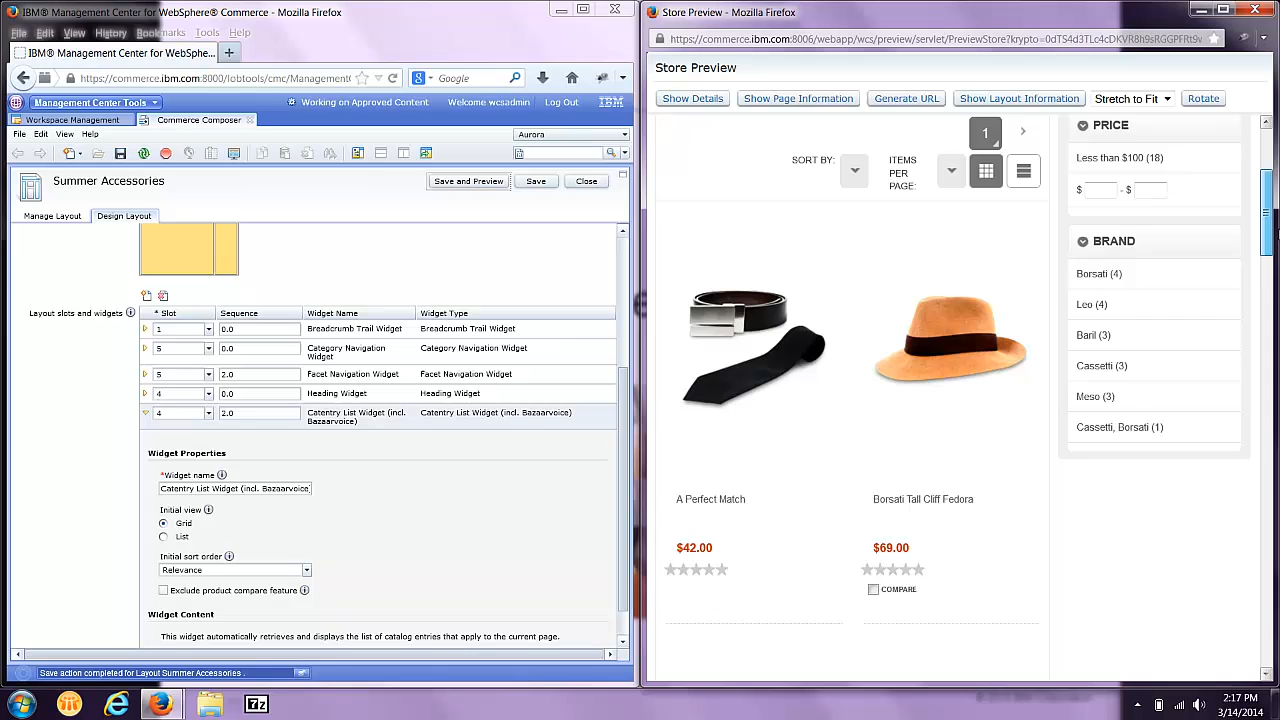 IBM® Management Center for WebSphere® Commerce - Mozilla Firefox
File Edit View History Bookmarks Tools Help
IBM® Management Center for WebSphe...
https://commerce.ibm.com:8000/lobtools/cmc/Management
Google
Management Center Tools
Working on Approved Content
Welcome wcsadmin
Log Out
IBM
Workspace Management
Commerce Composer
File Edit View Help
Aurora
Summer Accessories
Save and Preview
Save
Close
Manage Layout
Design Layout
Layout slots and widgets
* Slot Sequence Widget Name Widget Type
1 0.0 Breadcrumb Trail Widget Breadcrumb Trail Widget
5 0.0 Category Navigation Widget Category Navigation Widget
5 2.0 Facet Navigation Widget Facet Navigation Widget
4 0.0 Heading Widget Heading Widget
4 2.0 Catentry List Widget (incl. Bazaarvoice) Catentry List Widget (incl. Bazaarvoice)
Widget Properties
*Widget name
Catentry List Widget (incl. Bazaarvoice)
Initial view
Grid
List
Initial sort order
Relevance
Exclude product compare feature
Widget Content
This widget automatically retrieves and displays the list of catalog entries that apply to the current page.
Save action completed for Layout Summer Accessories .
Store Preview - Mozilla Firefox
https://commerce.ibm.com:8006/webapp/wcs/preview/servlet/PreviewStore?krypto=0dTS4d3TLc4cDKVR8h9sRGGPFRt9v
Store Preview
Show Details
Show Page Information
Generate URL
Show Layout Information
Stretch to Fit
Rotate
1
SORT BY:
ITEMS PER PAGE:
A Perfect Match
$42.00
Borsati Tall Cliff Fedora
$69.00
COMPARE
PRICE
Less than $100 (18)
$ - $
BRAND
Borsati (4)
Leo (4)
Baril (3)
Cassetti (3)
Meso (3)
Cassetti, Borsati (1)
7z
2:17 PM
3/14/2014